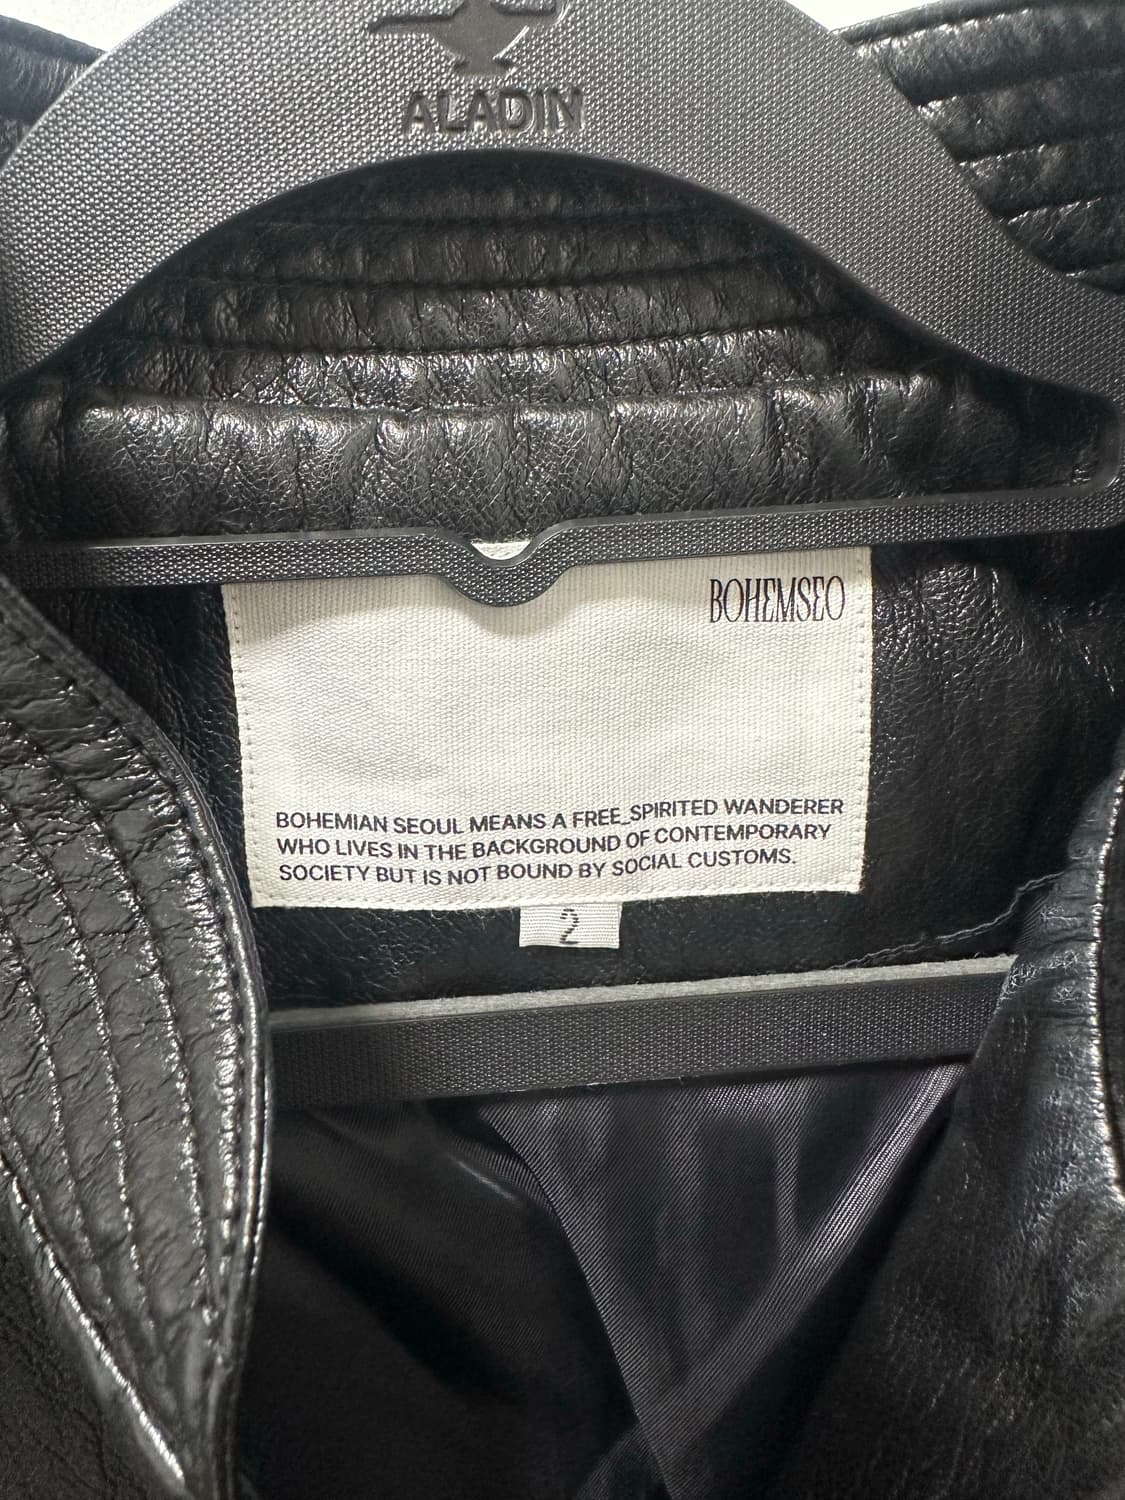 ALADIN
BOHEMSEO
BOHEMIAN SEOUL MEANS A FREE_SPIRITED WANDERER
WHO LIVES IN THE BACKGROUND OF CONTEMPORARY
SOCIETY BUT IS NOT BOUND BY SOCIAL CUSTOMS.
2